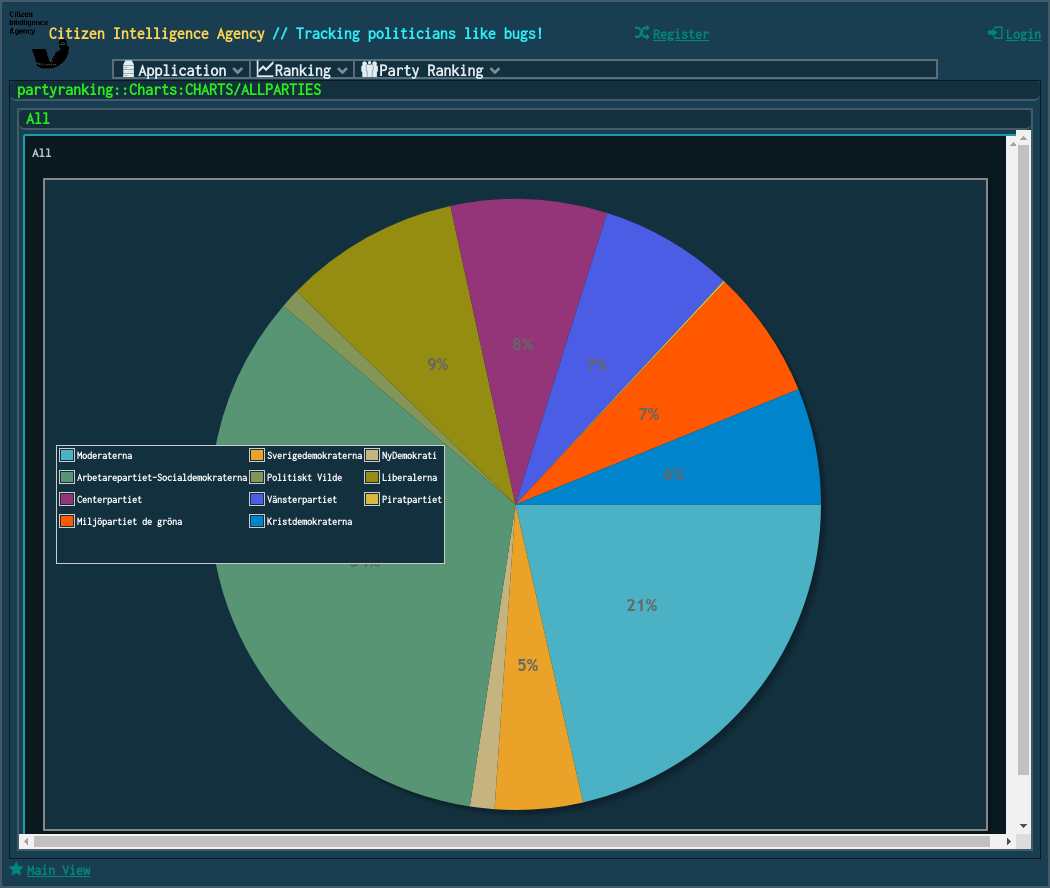 Citizen
Intelligence
Agency
Citizen Intelligence Agency // Tracking politicians like bugs!
Register
Login
Application
Ranking
Party Ranking
partyranking::Charts:CHARTS/ALLPARTIES
All
All
8%
9%
7%
7%
6%
Moderaterna
Sverigedemokraterna
NyDemokrati
Arbetarepartiet-Socialdemokraterna
Politiskt Vilde
Liberalerna
Centerpartiet
Vänsterpartiet
Piratpartiet
Miljöpartiet de gröna
Kristdemokraterna
21%
5%
Main View